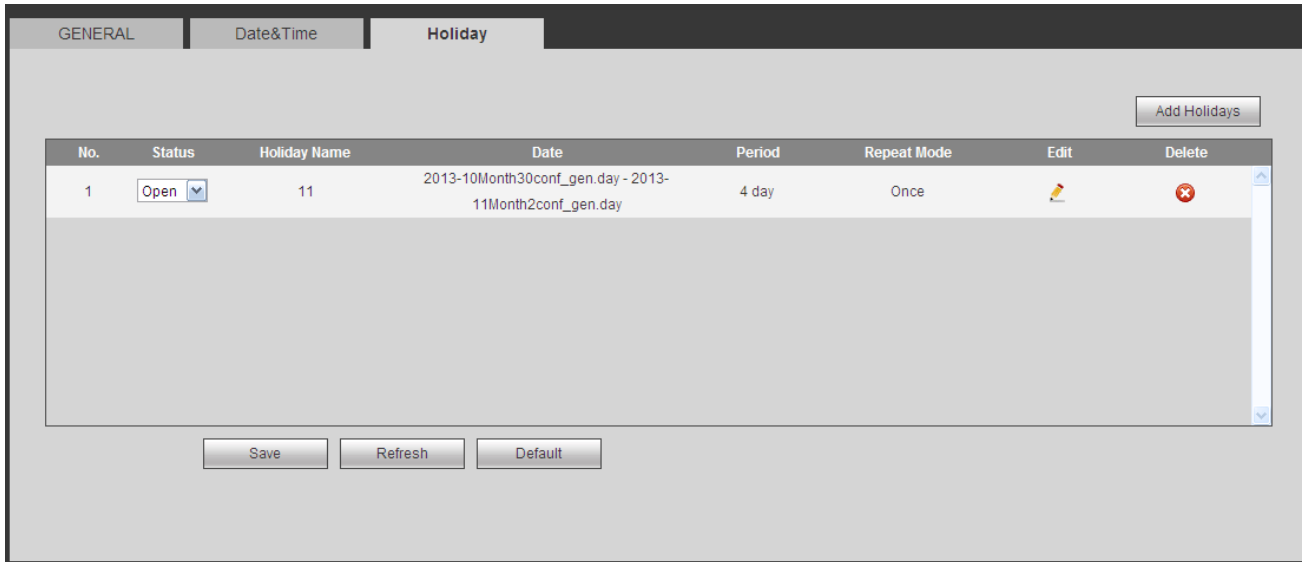 GENERAL Date&Time Holiday
Add Holidays
No. Status Holiday Name Date Period Repeat Mode Edit Delete
1 Open 11 2013-10Month30conf_gen.day - 2013-
11Month2conf_gen.day 4 day Once
Save Refresh Default